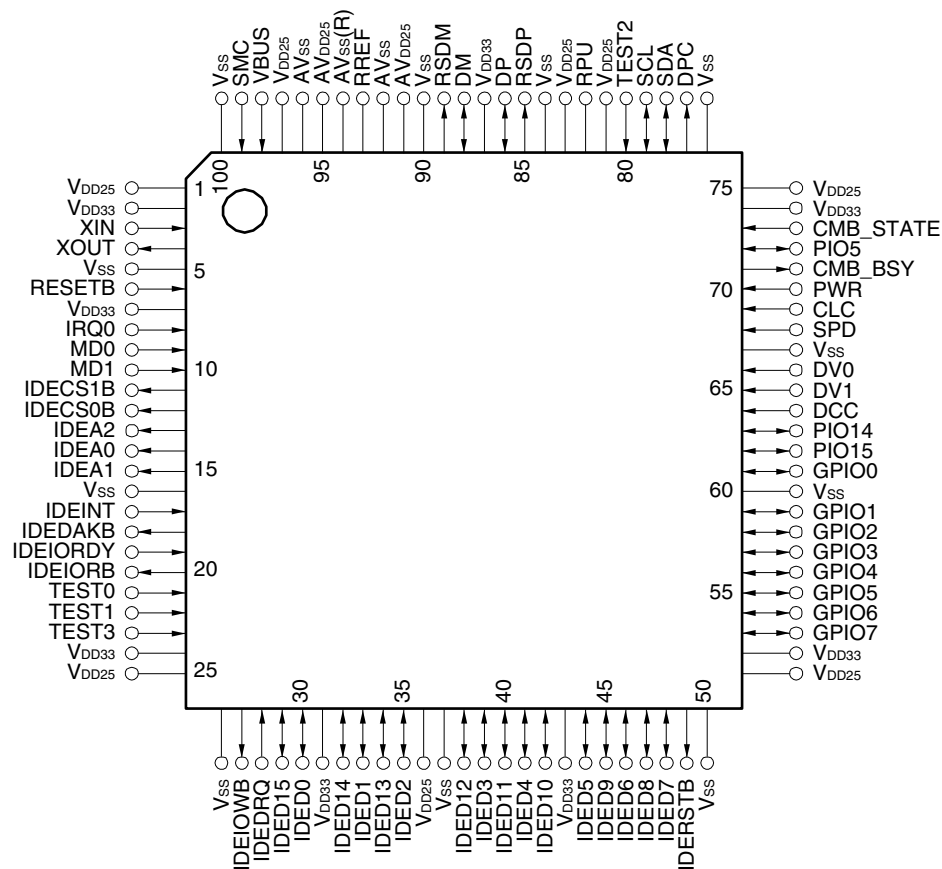 VSS
SMC
VBUS
VDD25
AVSS
AVDD25
AVSS(R)
RREF
AVSS
AVDD25
VSS
RSDM
DM
VDD33
DP
RSDP
VSS
VDD25
RPU
VDD25
TEST2
SCL
SDA
DPC
VSS
100
95
90
85
80
VDD25
VDD33
XIN
XOUT
VSS
RESETB
VDD33
IRQ0
MD0
MD1
IDECS1B
IDECS0B
IDEA2
IDEA0
IDEA1
VSS
IDEINT
IDEDAKB
IDEIORDY
IDEIORB
TEST0
TEST1
TEST3
VDD33
VDD25
1
5
10
15
20
25
75
70
65
60
55
VDD25
VDD33
CMB_STATE
PIO5
CMB_BSY
PWR
CLC
SPD
VSS
DV0
DV1
DCC
PIO14
PIO15
GPIO0
VSS
GPIO1
GPIO2
GPIO3
GPIO4
GPIO5
GPIO6
GPIO7
VDD33
VDD25
30
35
40
45
50
VSS
IDEIOWB
IDEDRQ
IDED15
IDED0
VDD33
IDED14
IDED1
IDED13
IDED2
VDD25
VSS
IDED12
IDED3
IDED11
IDED4
IDED10
VDD33
IDED5
IDED9
IDED6
IDED8
IDED7
IDERSTB
VSS